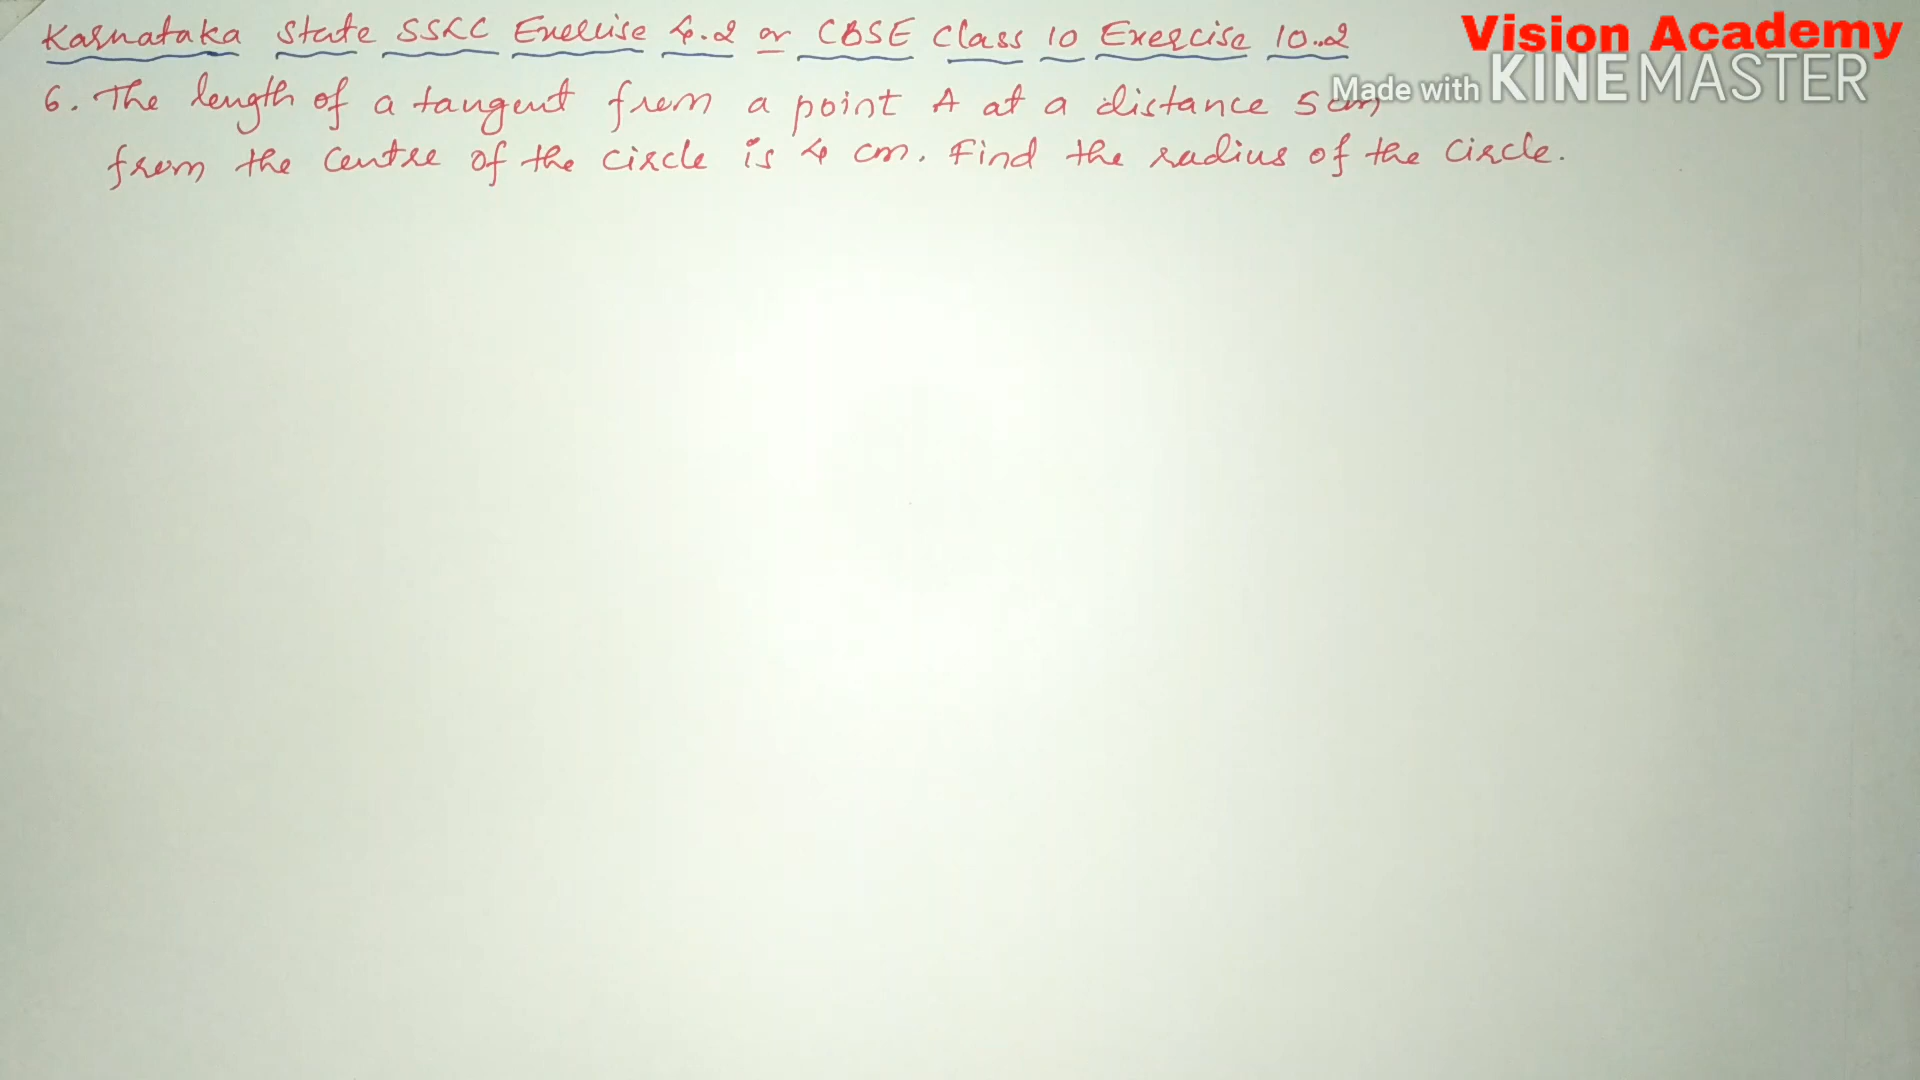 Karnataka State SSLC Exercise 4.2 or CBSE Class 10 Exercise 10.2
Vision Academy
Made with KINEMASTER
6. The length of a tangent from a point A at a distance 5 cm
from the centre of the circle is 4 cm. Find the radius of the circle.